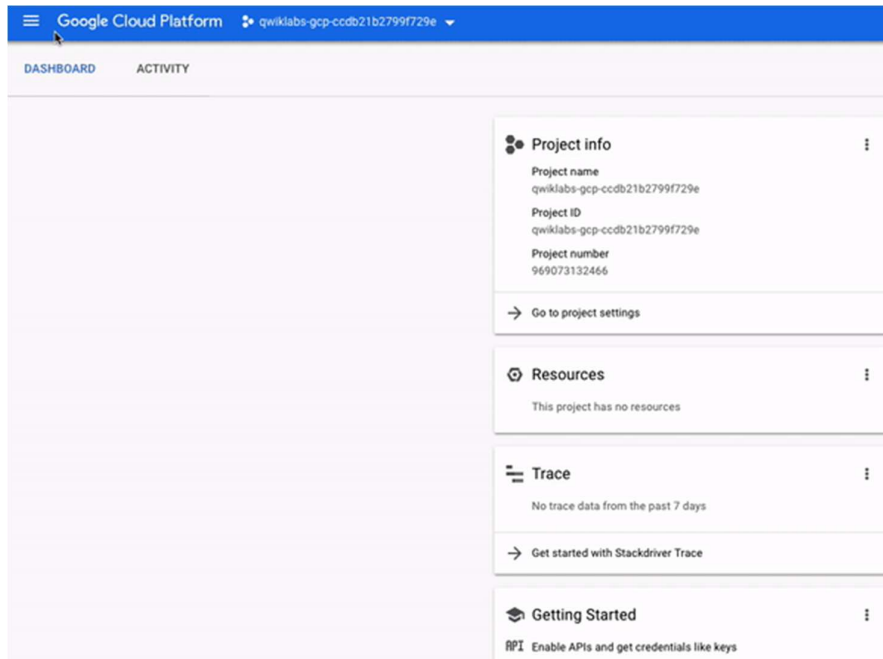 Google Cloud Platform
qwiklabs-gcp-ccdb21b2799f729e
DASHBOARD
ACTIVITY
Project info
Project name
qwiklabs-gcp-ccdb21b2799f729e
Project ID
qwiklabs-gcp-ccdb21b2799f729e
Project number
969073132466
Go to project settings
Resources
This project has no resources
Trace
No trace data from the past 7 days
Get started with Stackdriver Trace
Getting Started
API Enable APIs and get credentials like keys